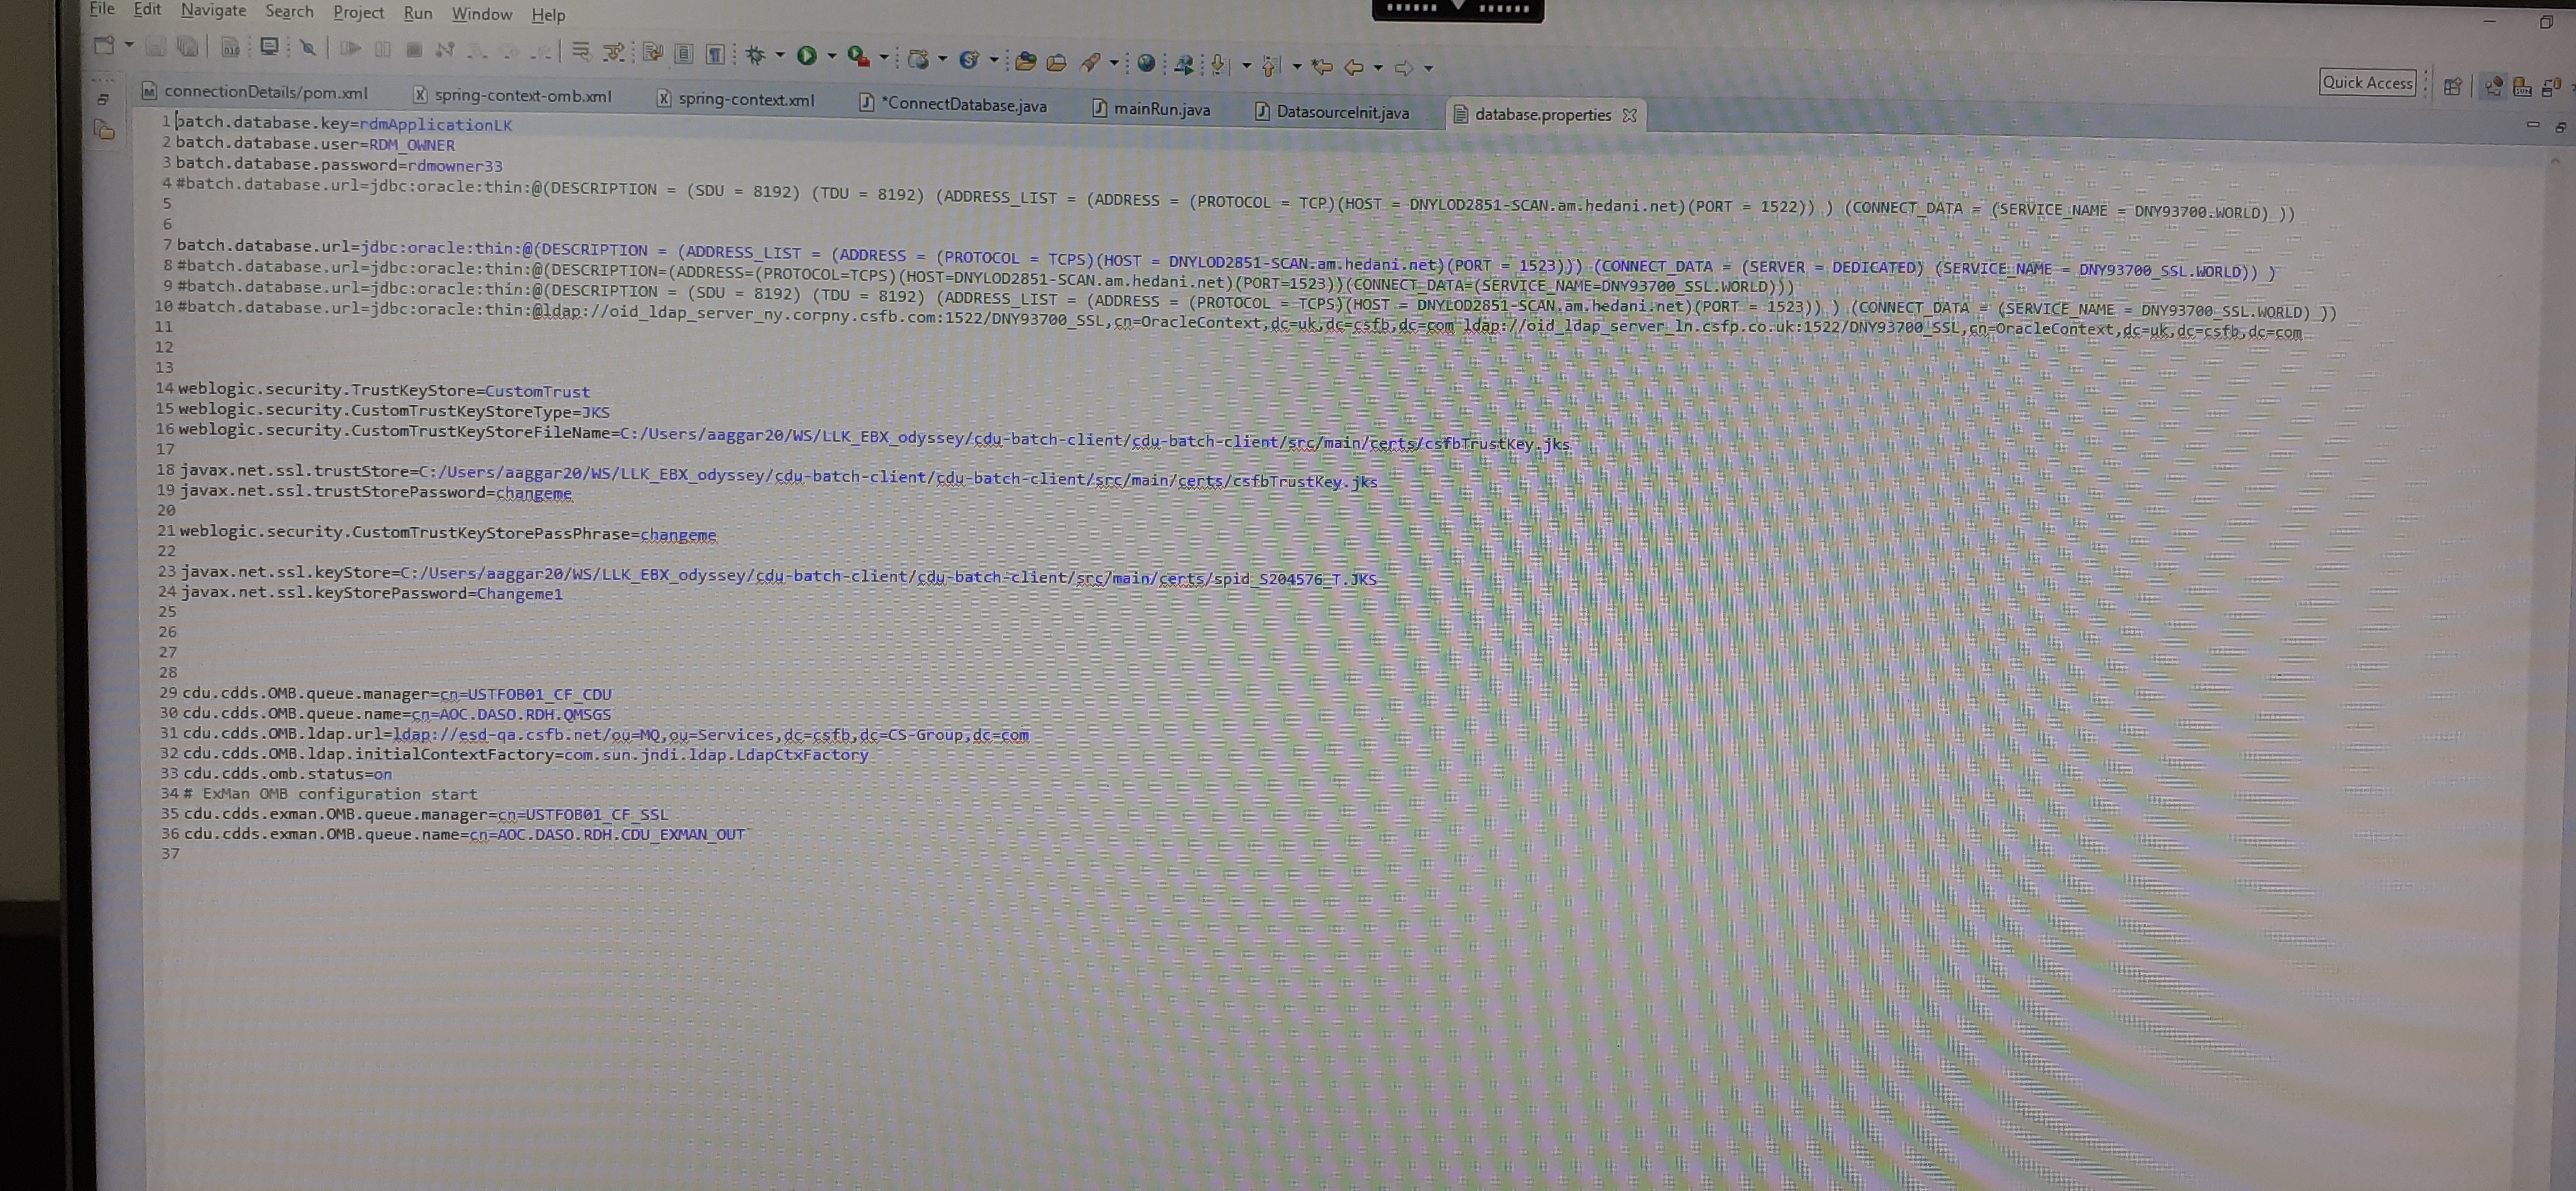 File Edit Navigate Search Project Run Window Help
Quick Access
connectionDetails/pom.xml spring-context-omb.xml spring-context.xml *ConnectDatabase.java mainRun.java DatasourceInit.java database.properties
1 batch.database.key=rdmApplicationLK
2 batch.database.user=RDM_OWNER
3 batch.database.password=rdmowner33
4 #batch.database.url=jdbc:oracle:thin:@(DESCRIPTION = (SDU = 8192) (TDU = 8192) (ADDRESS_LIST = (ADDRESS = (PROTOCOL = TCP)(HOST = DNYLOD2851-SCAN.am.hedani.net)(PORT = 1522)) ) (CONNECT_DATA = (SERVICE_NAME = DNY93700.WORLD) ))
5
6
7 batch.database.url=jdbc:oracle:thin:@(DESCRIPTION = (ADDRESS_LIST = (ADDRESS = (PROTOCOL = TCPS)(HOST = DNYLOD2851-SCAN.am.hedani.net)(PORT = 1523))) (CONNECT_DATA = (SERVER = DEDICATED) (SERVICE_NAME = DNY93700_SSL.WORLD)) )
8 #batch.database.url=jdbc:oracle:thin:@(DESCRIPTION=(ADDRESS=(PROTOCOL=TCPS)(HOST=DNYLOD2851-SCAN.am.hedani.net)(PORT=1523))(CONNECT_DATA=(SERVICE_NAME=DNY93700_SSL.WORLD)))
9 #batch.database.url=jdbc:oracle:thin:@(DESCRIPTION = (SDU = 8192) (TDU = 8192) (ADDRESS_LIST = (ADDRESS = (PROTOCOL = TCPS)(HOST = DNYLOD2851-SCAN.am.hedani.net)(PORT = 1523)) ) (CONNECT_DATA = (SERVICE_NAME = DNY93700_SSL.WORLD) ))
10 #batch.database.url=jdbc:oracle:thin:@ldap://oid_ldap_server_ny.corpny.csfb.com:1522/DNY93700_SSL,cn=OracleContext,dc=uk,dc=csfb,dc=com ldap://oid_ldap_server_ln.csfp.co.uk:1522/DNY93700_SSL,cn=OracleContext,dc=uk,dc=csfb,dc=com
11
12
13
14 weblogic.security.TrustKeyStore=CustomTrust
15 weblogic.security.CustomTrustKeyStoreType=JKS
16 weblogic.security.CustomTrustKeyStoreFileName=C:/Users/aaggar20/WS/LLK_EBX_odyssey/cdu-batch-client/cdu-batch-client/src/main/certs/csfbTrustKey.jks
17
18 javax.net.ssl.trustStore=C:/Users/aaggar20/WS/LLK_EBX_odyssey/cdu-batch-client/cdu-batch-client/src/main/certs/csfbTrustKey.jks
19 javax.net.ssl.trustStorePassword=changeme
20
21 weblogic.security.CustomTrustKeyStorePassPhrase=changeme
22
23 javax.net.ssl.keyStore=C:/Users/aaggar20/WS/LLK_EBX_odyssey/cdu-batch-client/cdu-batch-client/src/main/certs/spid_S204576_T.JKS
24 javax.net.ssl.keyStorePassword=Changeme1
25
26
27
28
29 cdu.cdds.OMB.queue.manager=cn=USTFOB01_CF_CDU
30 cdu.cdds.OMB.queue.name=cn=AOC.DASO.RDH.QMSGS
31 cdu.cdds.OMB.ldap.url=ldap://esd-qa.csfb.net/ou=MQ,ou=Services,dc=csfb,dc=CS-Group,dc=com
32 cdu.cdds.OMB.ldap.initialContextFactory=com.sun.jndi.ldap.LdapCtxFactory
33 cdu.cdds.omb.status=on
34 # ExMan OMB configuration start
35 cdu.cdds.exman.OMB.queue.manager=cn=USTFOB01_CF_SSL
36 cdu.cdds.exman.OMB.queue.name=cn=AOC.DASO.RDH.CDU_EXMAN_OUT
37